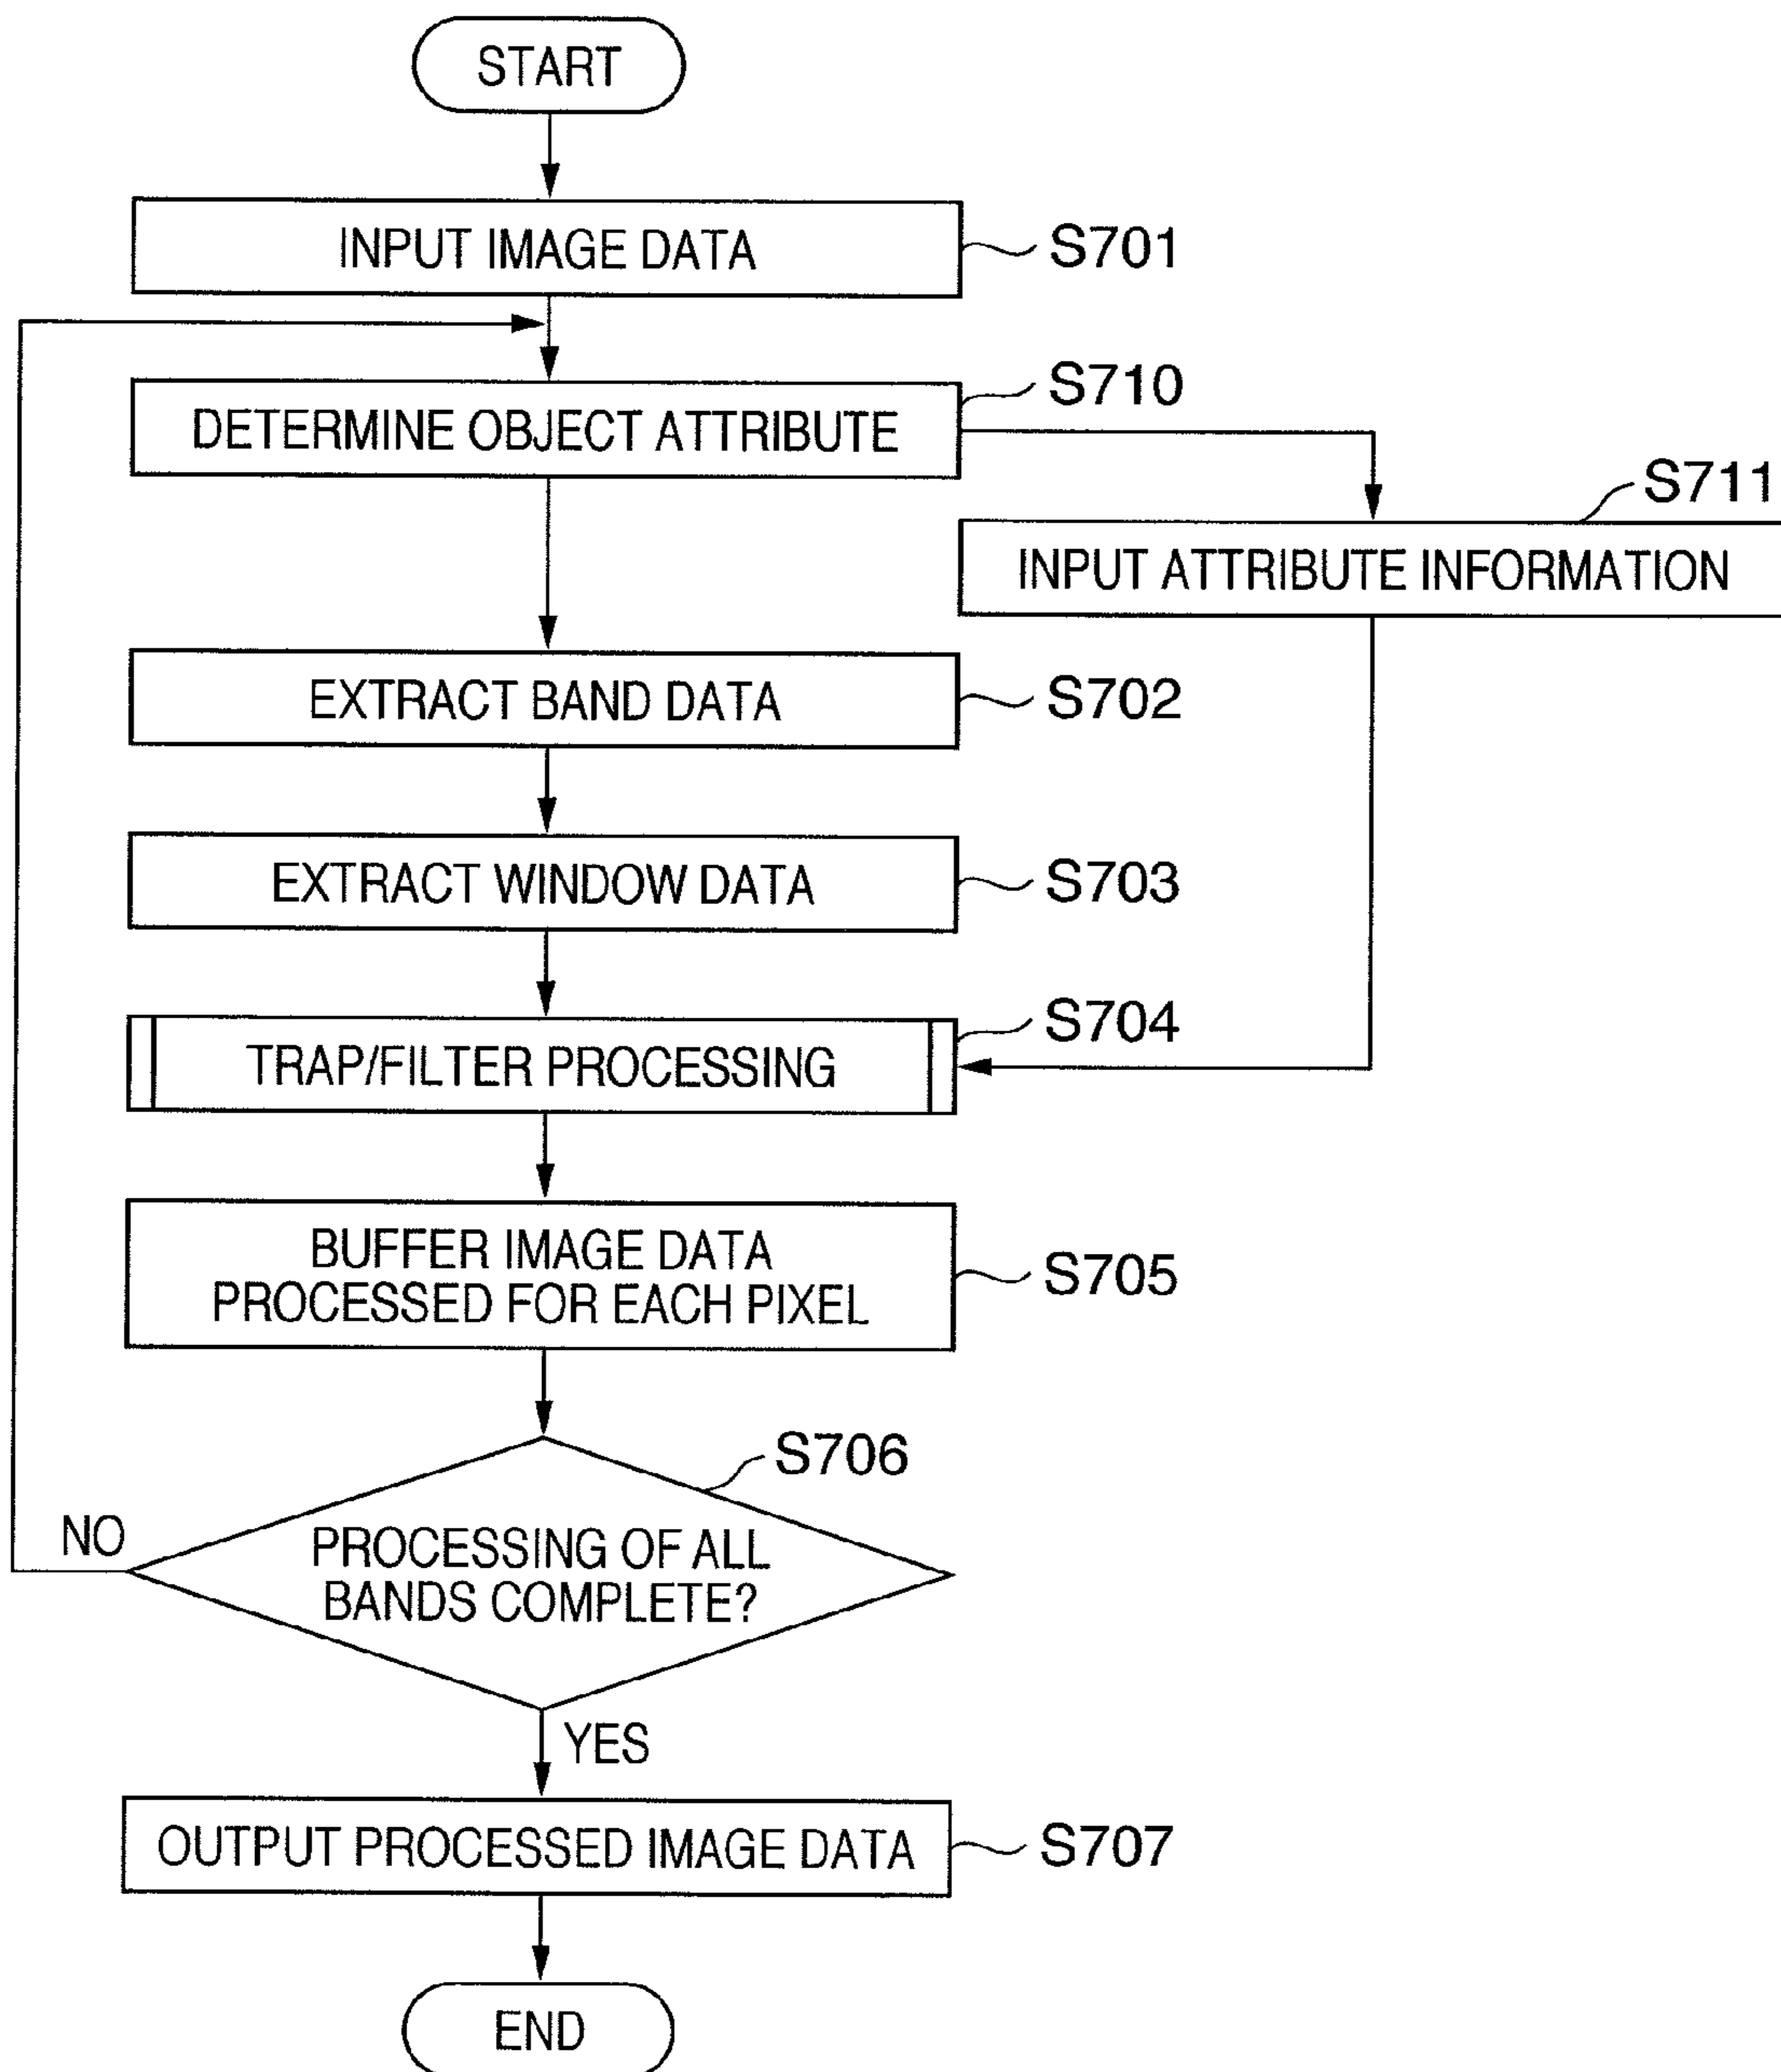 START
INPUT IMAGE DATA
S701
DETERMINE OBJECT ATTRIBUTE
S710
S711
INPUT ATTRIBUTE INFORMATION
EXTRACT BAND DATA
S702
EXTRACT WINDOW DATA
S703
TRAP/FILTER PROCESSING
S704
BUFFER IMAGE DATA
PROCESSED FOR EACH PIXEL
S705
S706
NO
PROCESSING OF ALL
BANDS COMPLETE?
YES
OUTPUT PROCESSED IMAGE DATA
S707
END